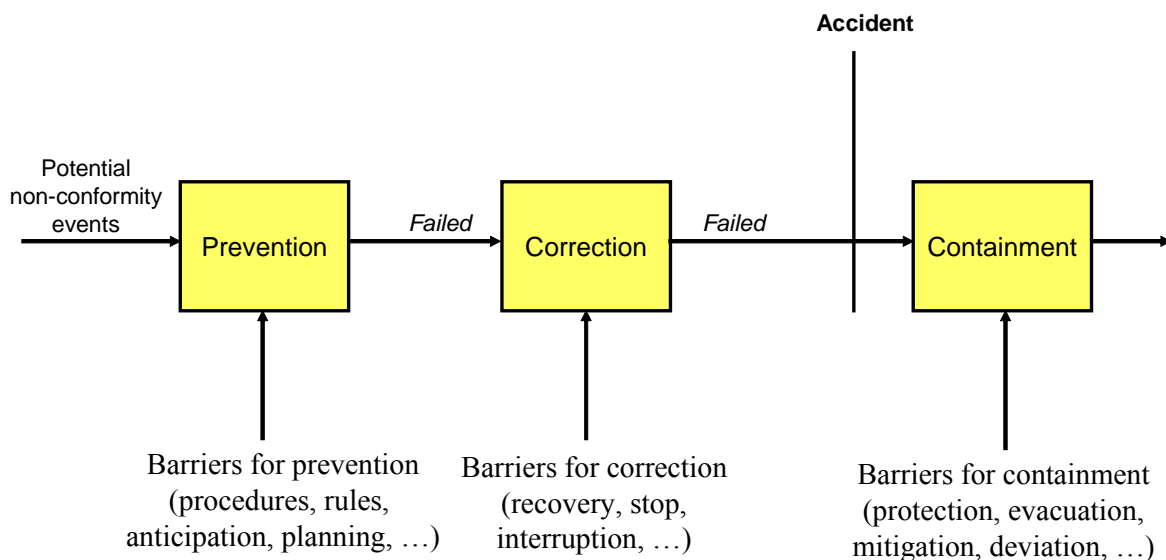 Accident
Potential
non-conformity
events
Prevention
Failed
Correction
Failed
Containment
Barriers for prevention
(procedures, rules,
anticipation, planning, …)
Barriers for correction
(recovery, stop,
interruption, …)
Barriers for containment
(protection, evacuation,
mitigation, deviation, …)